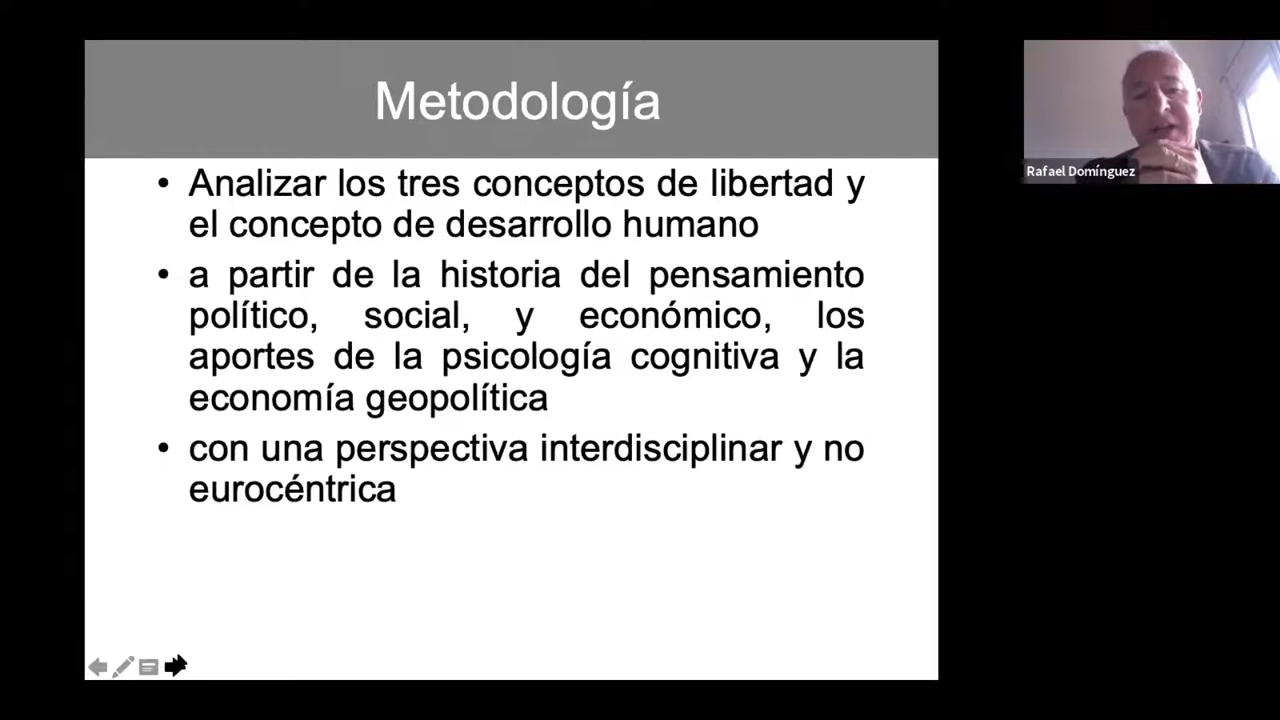 Metodología
• Analizar los tres conceptos de libertad y
el concepto de desarrollo humano
• a partir de la historia del pensamiento
político, social, y económico, los
aportes de la psicología cognitiva y la
economía geopolítica
• con una perspectiva interdisciplinar y no
eurocéntrica
Rafael Domínguez